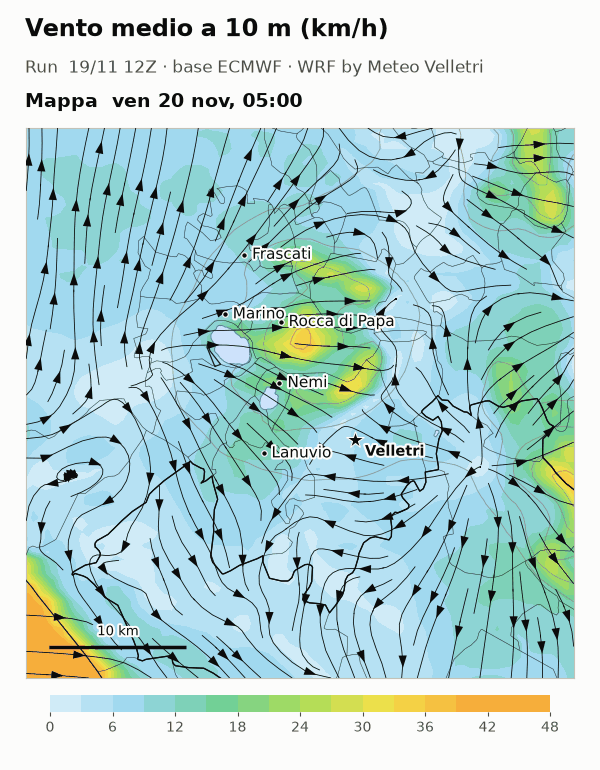 Vento medio a 10 m (km/h)
Run  19/11 12Z · base ECMWF · WRF by Meteo Velletri
Mappa  ven 20 nov, 05:00
Frascati
Marino
Rocca di Papa
Nemi
Velletri
Lanuvio
10 km
0 6 12 18 24 30 36 42 48